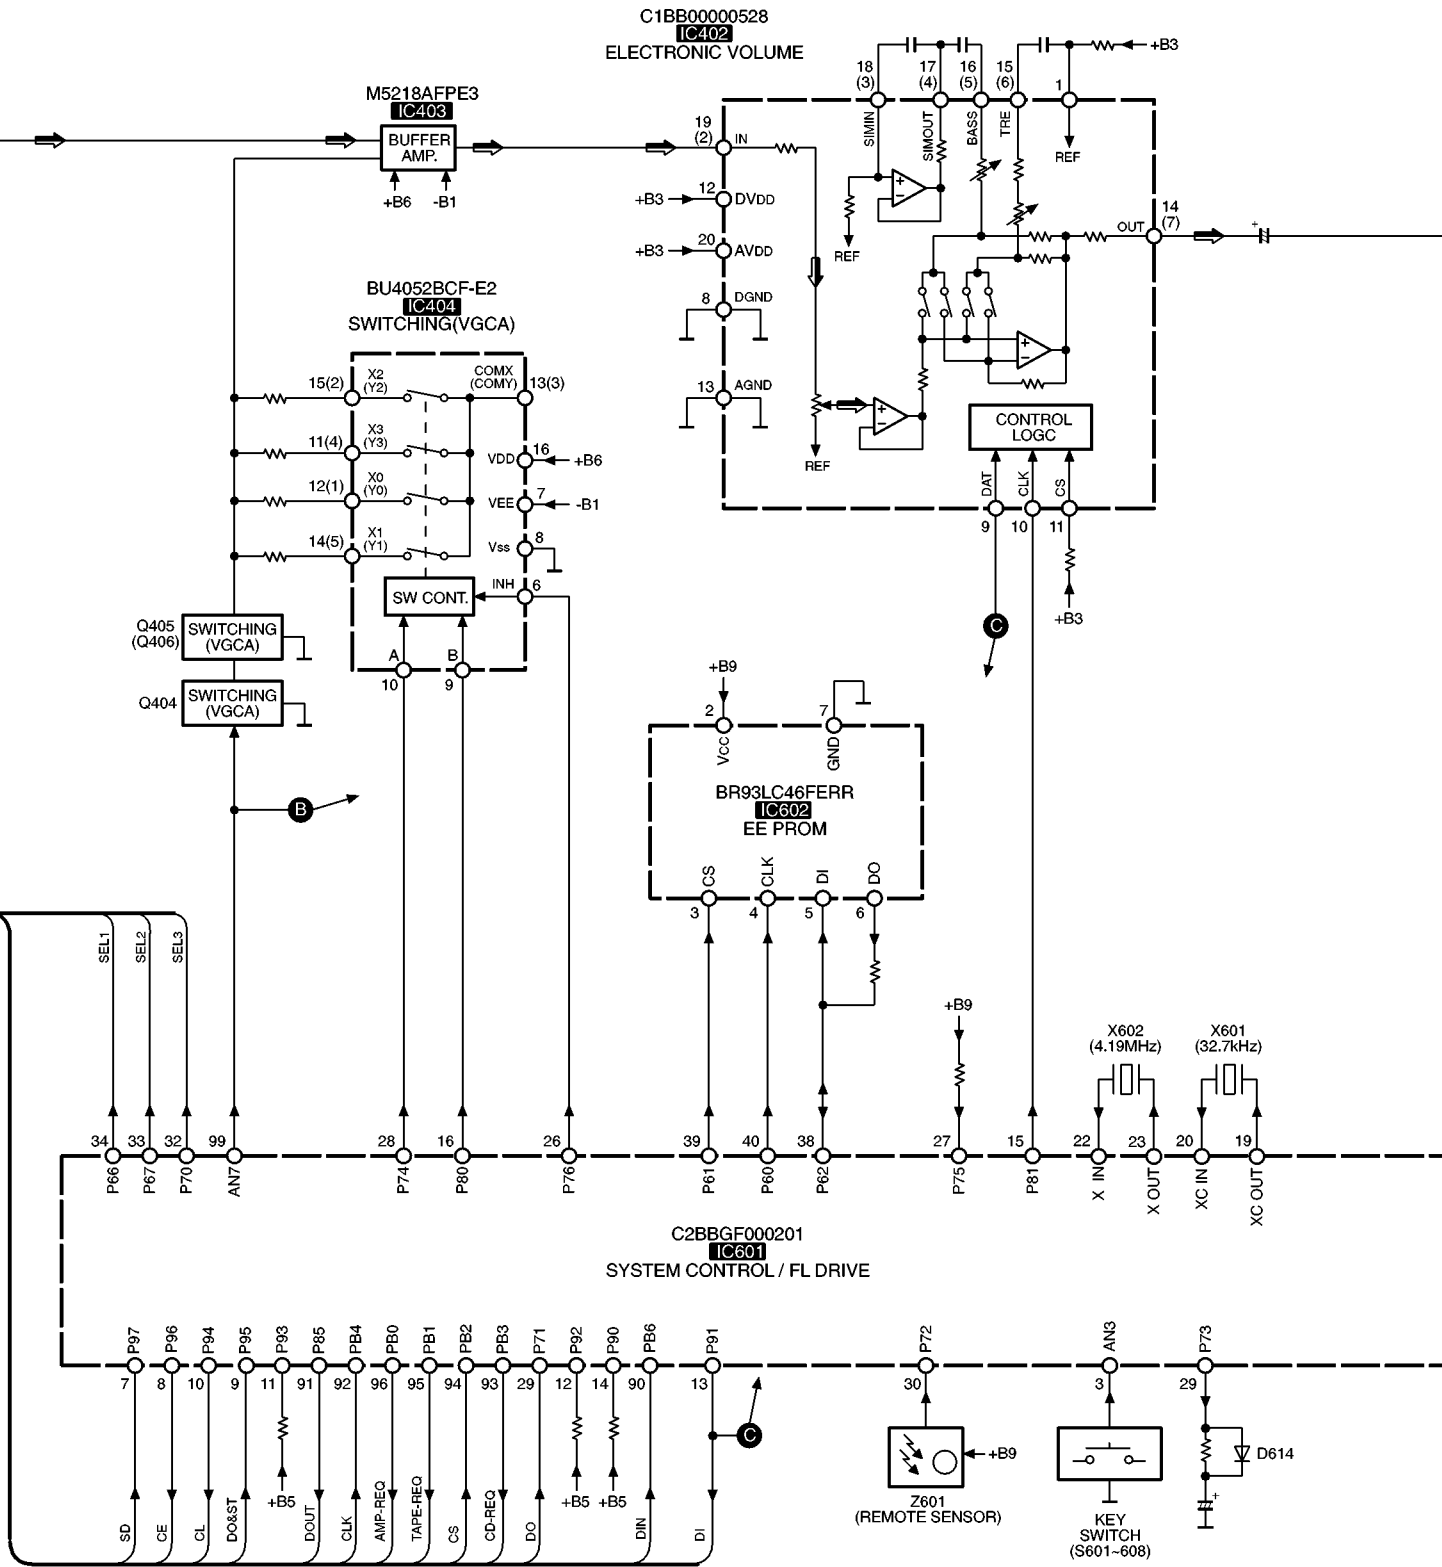 C1BB00000528
IC402
ELECTRONIC VOLUME
M5218AFPE3
IC403
BUFFER
AMP.
+B6
-B1
18
(3)
17
(4)
16
(5)
15
(6)
1
+B3
SIMIN
SIMOUT
BASS
TRE
REF
19
(2)
IN
+B3
12
DVDD
+B3
20
AVDD
8
DGND
13
AGND
REF
REF
OUT
14
(7)
+
+
−
+
−
+
−
CONTROL
LOGC
DAT
CLK
CS
9
10
11
+B3
C
BU4052BCF-E2
IC404
SWITCHING(VGCA)
15(2)
X2
(Y2)
COMX
(COMY)
13(3)
11(4)
X3
(Y3)
VDD
16
+B6
12(1)
X0
(Y0)
VEE
7
-B1
14(5)
X1
(Y1)
Vss
8
SW CONT.
INH
6
A
B
10
9
Q405
(Q406)
SWITCHING
(VGCA)
Q404
SWITCHING
(VGCA)
B
+B9
2
7
VCC
GND
BR93LC46FERR
IC602
EE PROM
CS
CLK
DI
DO
3
4
5
6
SEL1
SEL2
SEL3
+B9
X602
(4.19MHz)
X601
(32.7kHz)
34
33
32
99
28
16
26
39
40
38
27
15
22
23
20
19
P66
P67
P70
AN7
P74
P80
P76
P61
P60
P62
P75
P81
X IN
X OUT
XC IN
XC OUT
C2BBGF000201
IC601
SYSTEM CONTROL / FL DRIVE
P97
P96
P94
P95
P93
P85
PB4
PB0
PB1
PB2
PB3
P71
P92
P90
PB6
P91
P72
AN3
P73
7
8
10
9
11
91
92
96
95
94
93
29
12
14
90
13
30
3
29
C
+B5
+B5
+B5
SD
CE
CL
DO&ST
DOUT
CLK
AMP-REQ
TAPE-REQ
CS
CD-REQ
DO
DIN
DI
+B9
Z601
(REMOTE SENSOR)
KEY
SWITCH
(S601~608)
D614
+